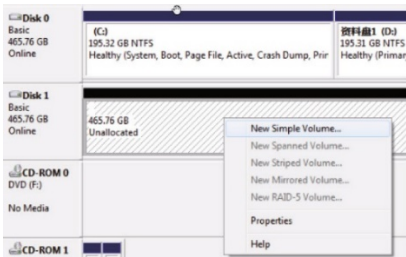 Disk 0
Basic
465.76 GB
Online
(C:)
195.32 GB NTFS
Healthy (System, Boot, Page File, Active, Crash Dump, Prir
资料盘1 (D:)
195.31 GB NTFS
Healthy (Primar
Disk 1
Basic
465.76 GB
Online
465.76 GB
Unallocated
New Simple Volume...
New Spanned Volume...
New Striped Volume...
New Mirrored Volume...
New RAID-5 Volume...
Properties
Help
CD-ROM 0
DVD (F:)
No Media
CD-ROM 1